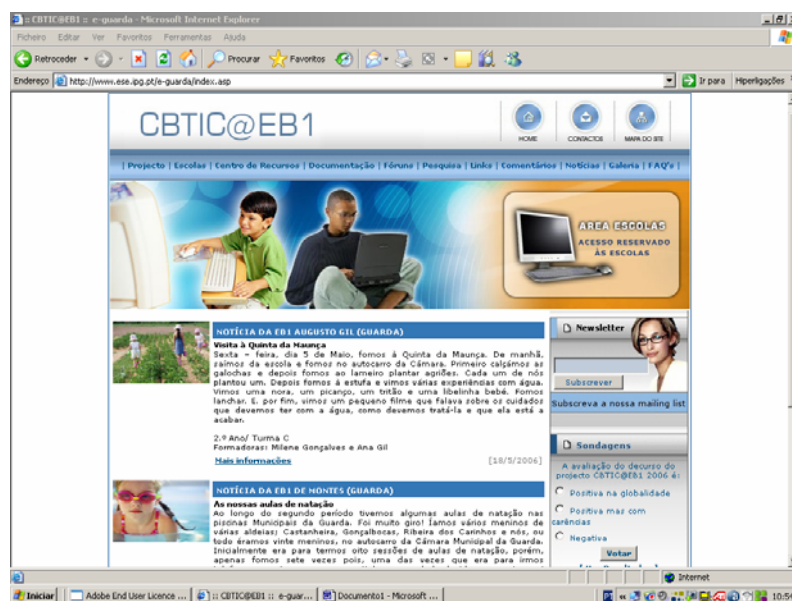 :: CBTIC@EB1 :: e-guarda - Microsoft Internet Explorer
Ficheiro Editar Ver Favoritos Ferramentas Ajuda
Retroceder Procurar Favoritos
Endereço http://www.ese.ipg.pt/e-guarda/index.asp Ir para Hiperligações
CBTIC@EB1
HOME CONTACTOS MAPA DO SITE
| Projecto | Escolas | Centro de Recursos | Documentação | Fóruns | Pesquisa | Links | Comentários | Notícias | Galeria | FAQ's |
AREA ESCOLAS
ACESSO RESERVADO
ÀS ESCOLAS
NOTÍCIA DA EB1 AUGUSTO GIL (GUARDA)
Visita à Quinta da Maunça
Sexta - feira, dia 5 de Maio, fomos à Quinta da Maunça. De manhã,
saímos da escola e fomos no autocarro da Câmara. Primeiro calçámos as
galochas e depois fomos ao lameiro plantar agriões. Cada um de nós
plantou um. Depois fomos à estufa e vimos várias experiências com água.
Vimos uma nora, um picanço, um tritão e uma libelinha bebé. Fomos
lanchar. E, por fim, vimos um pequeno filme que falava sobre os cuidados
que devemos ter com a água, como devemos tratá-la e que ela está a
acabar.
2.º Ano/ Turma C
Formadoras: Milene Gonçalves e Ana Gil
Mais informações [18/5/2006]
NOTÍCIA DA EB1 DE MONTES (GUARDA)
As nossas aulas de natação
Ao longo do segundo período tivemos algumas aulas de natação nas
piscinas Municipais da Guarda. Foi muito giro! Íamos vários meninos de
várias aldeias; Castanheira, Gonçalbocas, Ribeira dos Carinhos e nós, ou
todo éramos vinte meninos, no autocarro da Câmara Municipal da Guarda.
Inicialmente era para termos oito sessões de aulas de natação, porém,
apenas fomos sete vezes pois, uma das vezes que era para irmos
Newsletter
Subscrever
Subscreva a nossa mailing list
Sondagens
A avaliação do decurso do
projecto CBTIC@EB1 2006 é:
Positiva na globalidade
Positiva mas com
carências
Negativa
Votar
Internet
Iniciar Adobe End User Licence ... :: CBTIC@EB1 :: e-guar... Documento1 - Microsoft ... 10:54